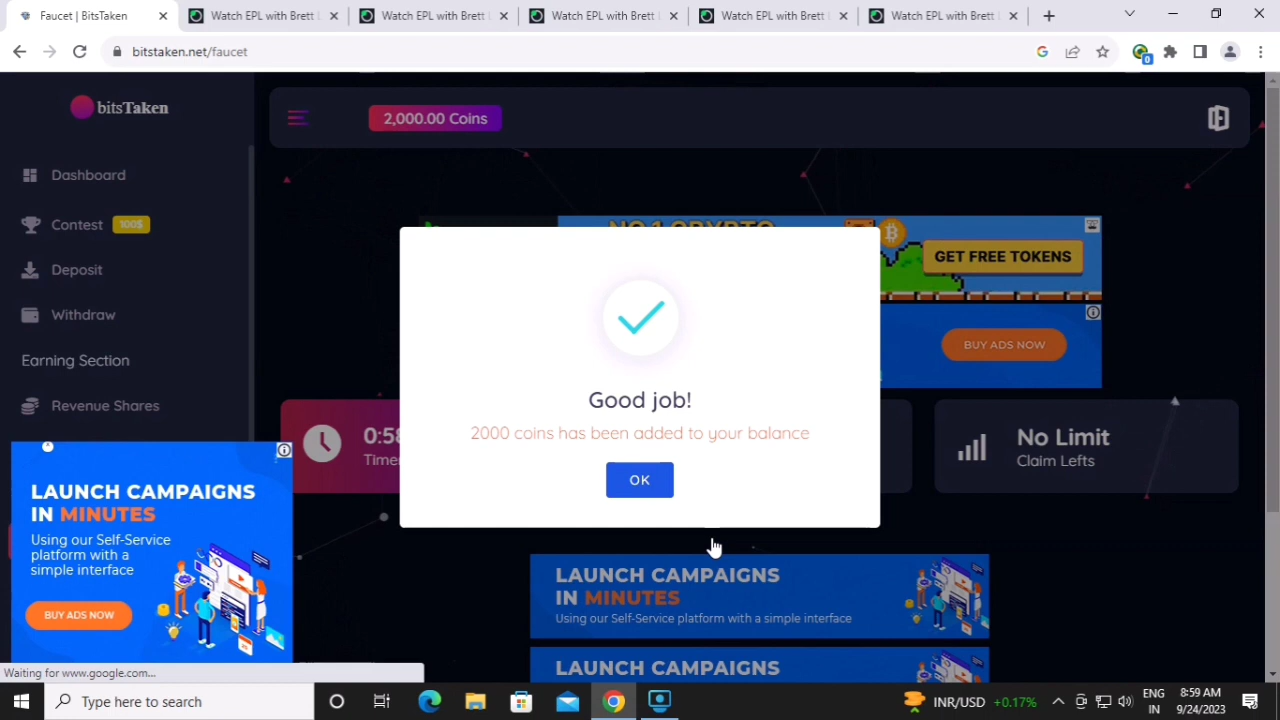 Faucet | BitsTaken
Watch EPL with Brett
Watch EPL with Brett
Watch EPL with Brett
Watch EPL with Brett
Watch EPL with Brett
bitstaken.net/faucet
0
bitsTaken
2,000.00 Coins
Dashboard
Contest 100$
Deposit
Withdraw
Earning Section
Revenue Shares
NO.1 CRYPTO
GET FREE TOKENS
BUY ADS NOW
Good job!
2000 coins has been added to your balance
OK
0:58
Timer
No Limit
Claim Lefts
LAUNCH CAMPAIGNS
IN MINUTES
Using our Self-Service
platform with a
simple interface
BUY ADS NOW
LAUNCH CAMPAIGNS
IN MINUTES
Using our Self-Service platform with a simple interface
LAUNCH CAMPAIGNS
Waiting for www.google.com...
Type here to search
INR/USD +0.17%
ENG
IN
8:59 AM
9/24/2023